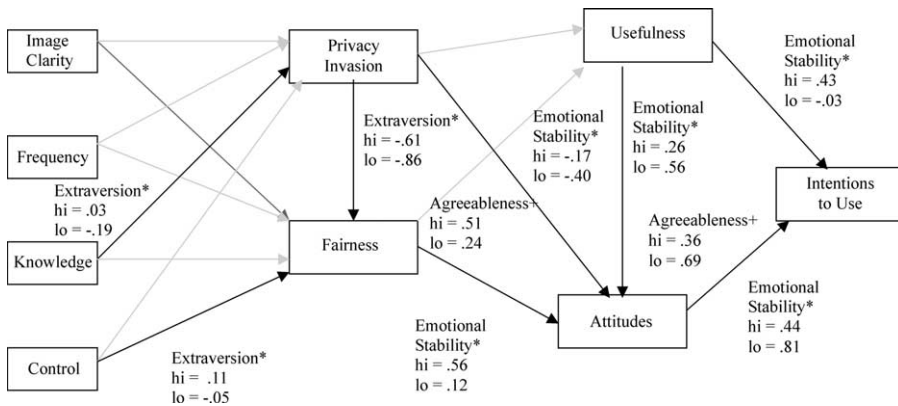 Image
Clarity
Frequency
Knowledge
Control
Privacy
Invasion
Fairness
Usefulness
Attitudes
Intentions
to Use
Extraversion*
hi = .03
lo = -.19
Extraversion*
hi = .11
lo = -.05
Extraversion*
hi = -.61
lo = -.86
Agreeableness+
hi = .51
lo = .24
Emotional
Stability*
hi = .56
lo = .12
Emotional
Stability*
hi = -.17
lo = -.40
Emotional
Stability*
hi = .26
lo = .56
Emotional
Stability*
hi = .43
lo = -.03
Agreeableness+
hi = .36
lo = .69
Emotional
Stability*
hi = .44
lo = .81